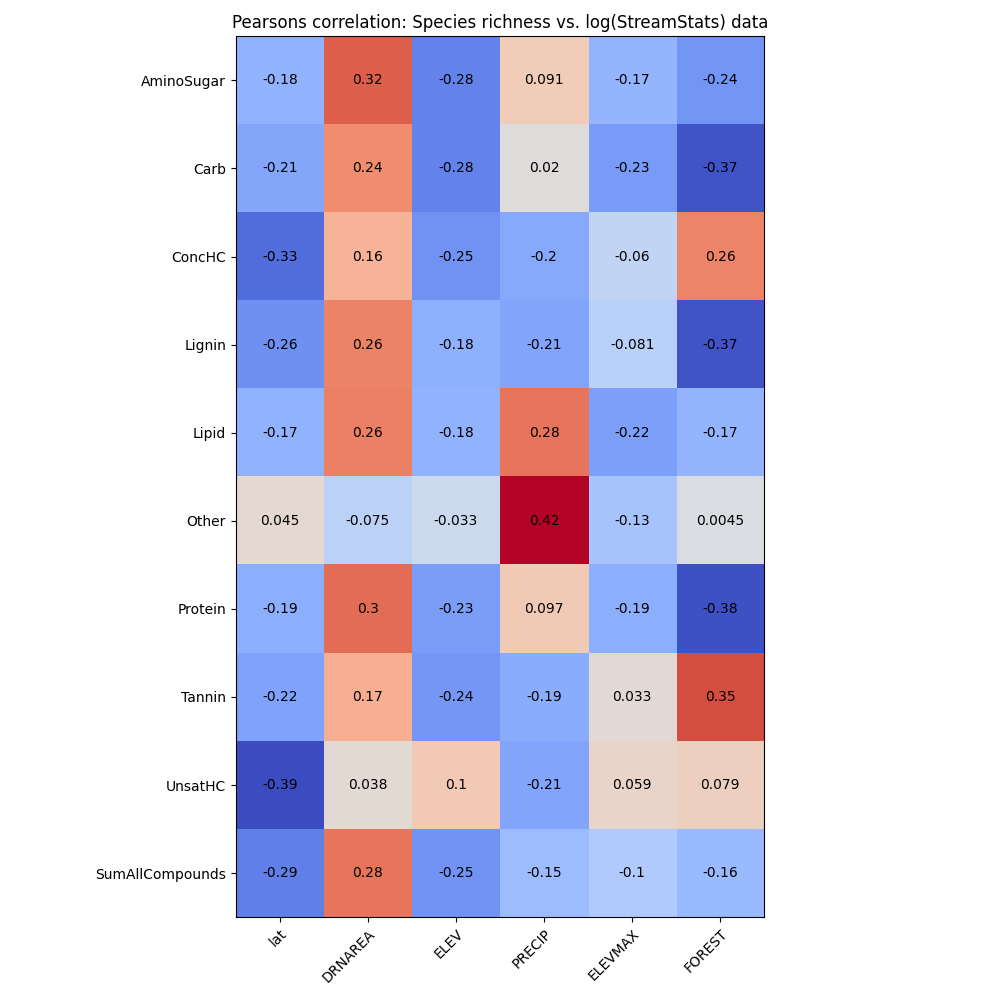 Pearsons correlation: Species richness vs. log(StreamStats) data
AminoSugar -0.18 0.32 -0.28 0.091 -0.17 -0.24
Carb -0.21 0.24 -0.28 0.02 -0.23 -0.37
ConcHC -0.33 0.16 -0.25 -0.2 -0.06 0.26
Lignin -0.26 0.26 -0.18 -0.21 -0.081 -0.37
Lipid -0.17 0.26 -0.18 0.28 -0.22 -0.17
Other 0.045 -0.075 -0.033 0.42 -0.13 0.0045
Protein -0.19 0.3 -0.23 0.097 -0.19 -0.38
Tannin -0.22 0.17 -0.24 -0.19 0.033 0.35
UnsatHC -0.39 0.038 0.1 -0.21 0.059 0.079
SumAllCompounds -0.29 0.28 -0.25 -0.15 -0.1 -0.16
lat DRNAREA ELEV PRECIP ELEVMAX FOREST